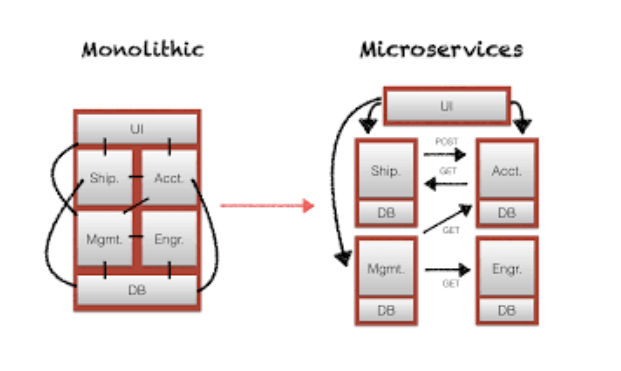 Monolithic
UI
Ship.
Acct.
Mgmt.
Engr.
DB
Microservices
UI
POST
GET
Ship.
DB
Acct.
DB
GET
Mgmt.
DB
GET
Engr.
DB